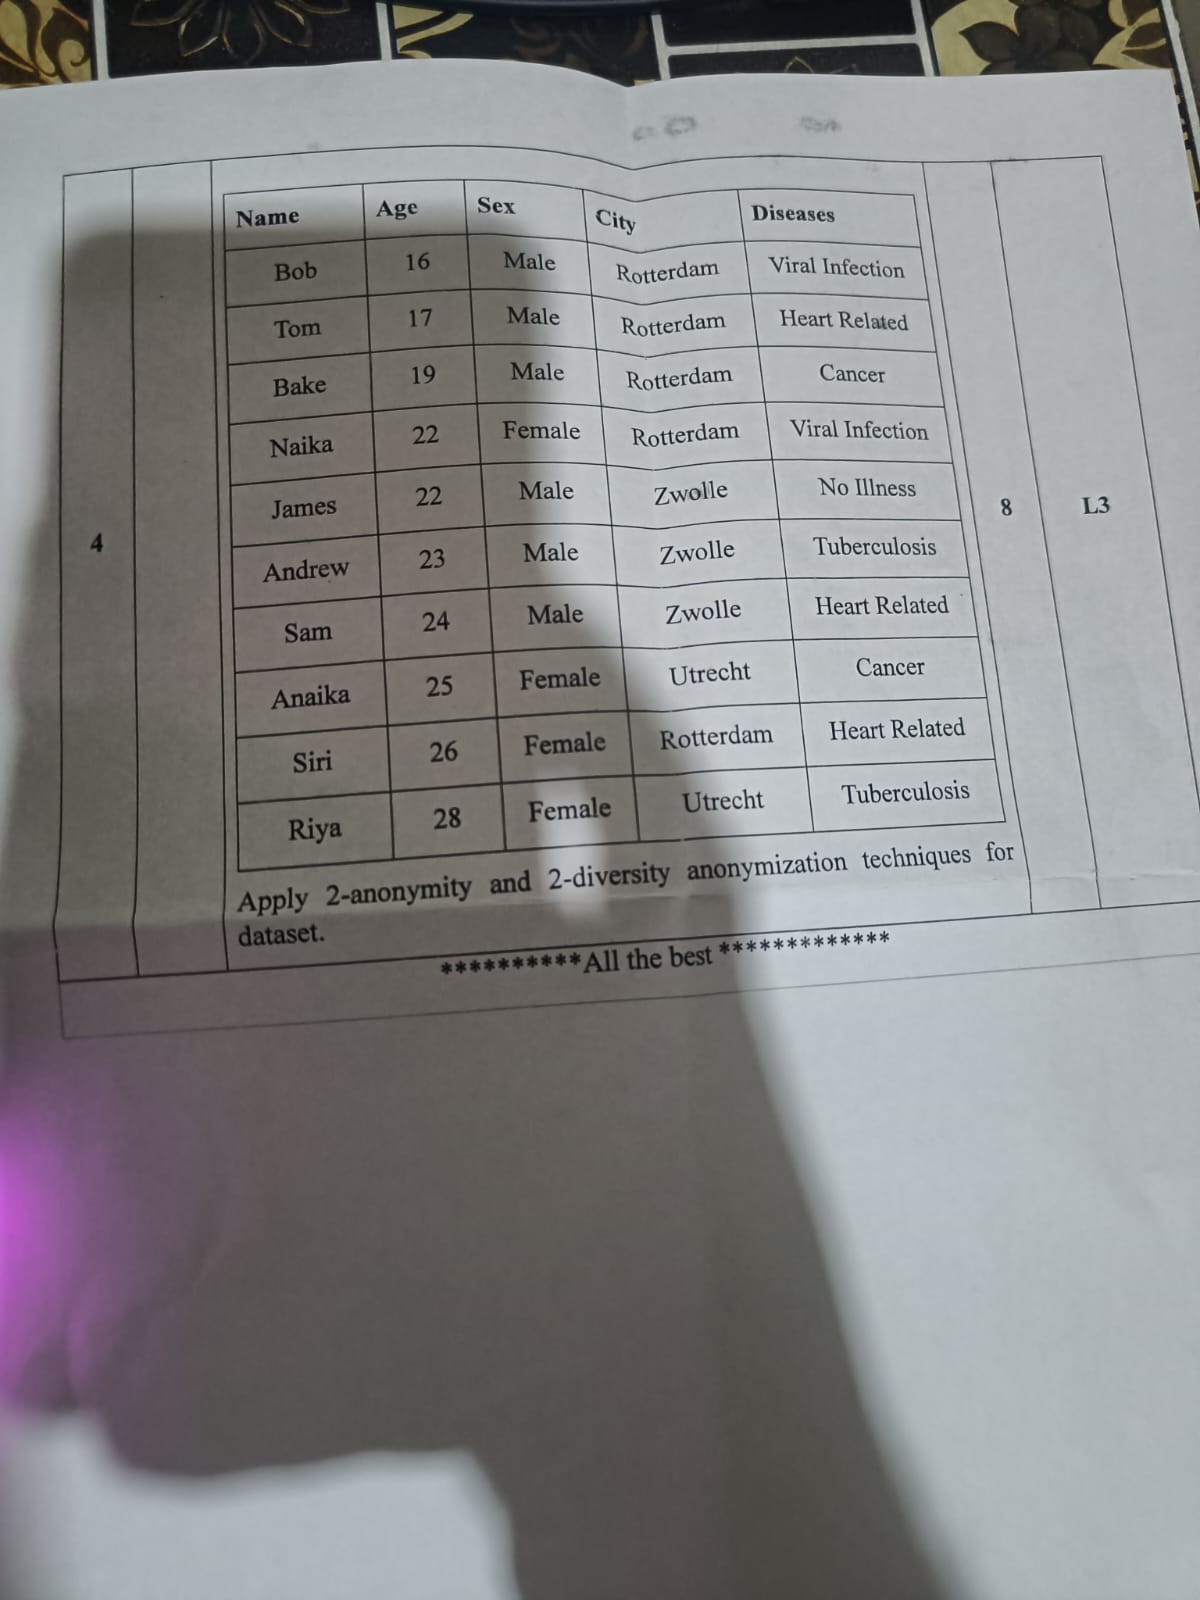 Name Age Sex City Diseases
Bob 16 Male Rotterdam Viral Infection
Tom 17 Male Rotterdam Heart Related
Bake 19 Male Rotterdam Cancer
Naika 22 Female Rotterdam Viral Infection
James 22 Male Zwolle No Illness
4 8 L3
Andrew 23 Male Zwolle Tuberculosis
Sam 24 Male Zwolle Heart Related
Anaika 25 Female Utrecht Cancer
Siri 26 Female Rotterdam Heart Related
Riya 28 Female Utrecht Tuberculosis
Apply 2-anonymity and 2-diversity anonymization techniques for
dataset.
**********All the best *************